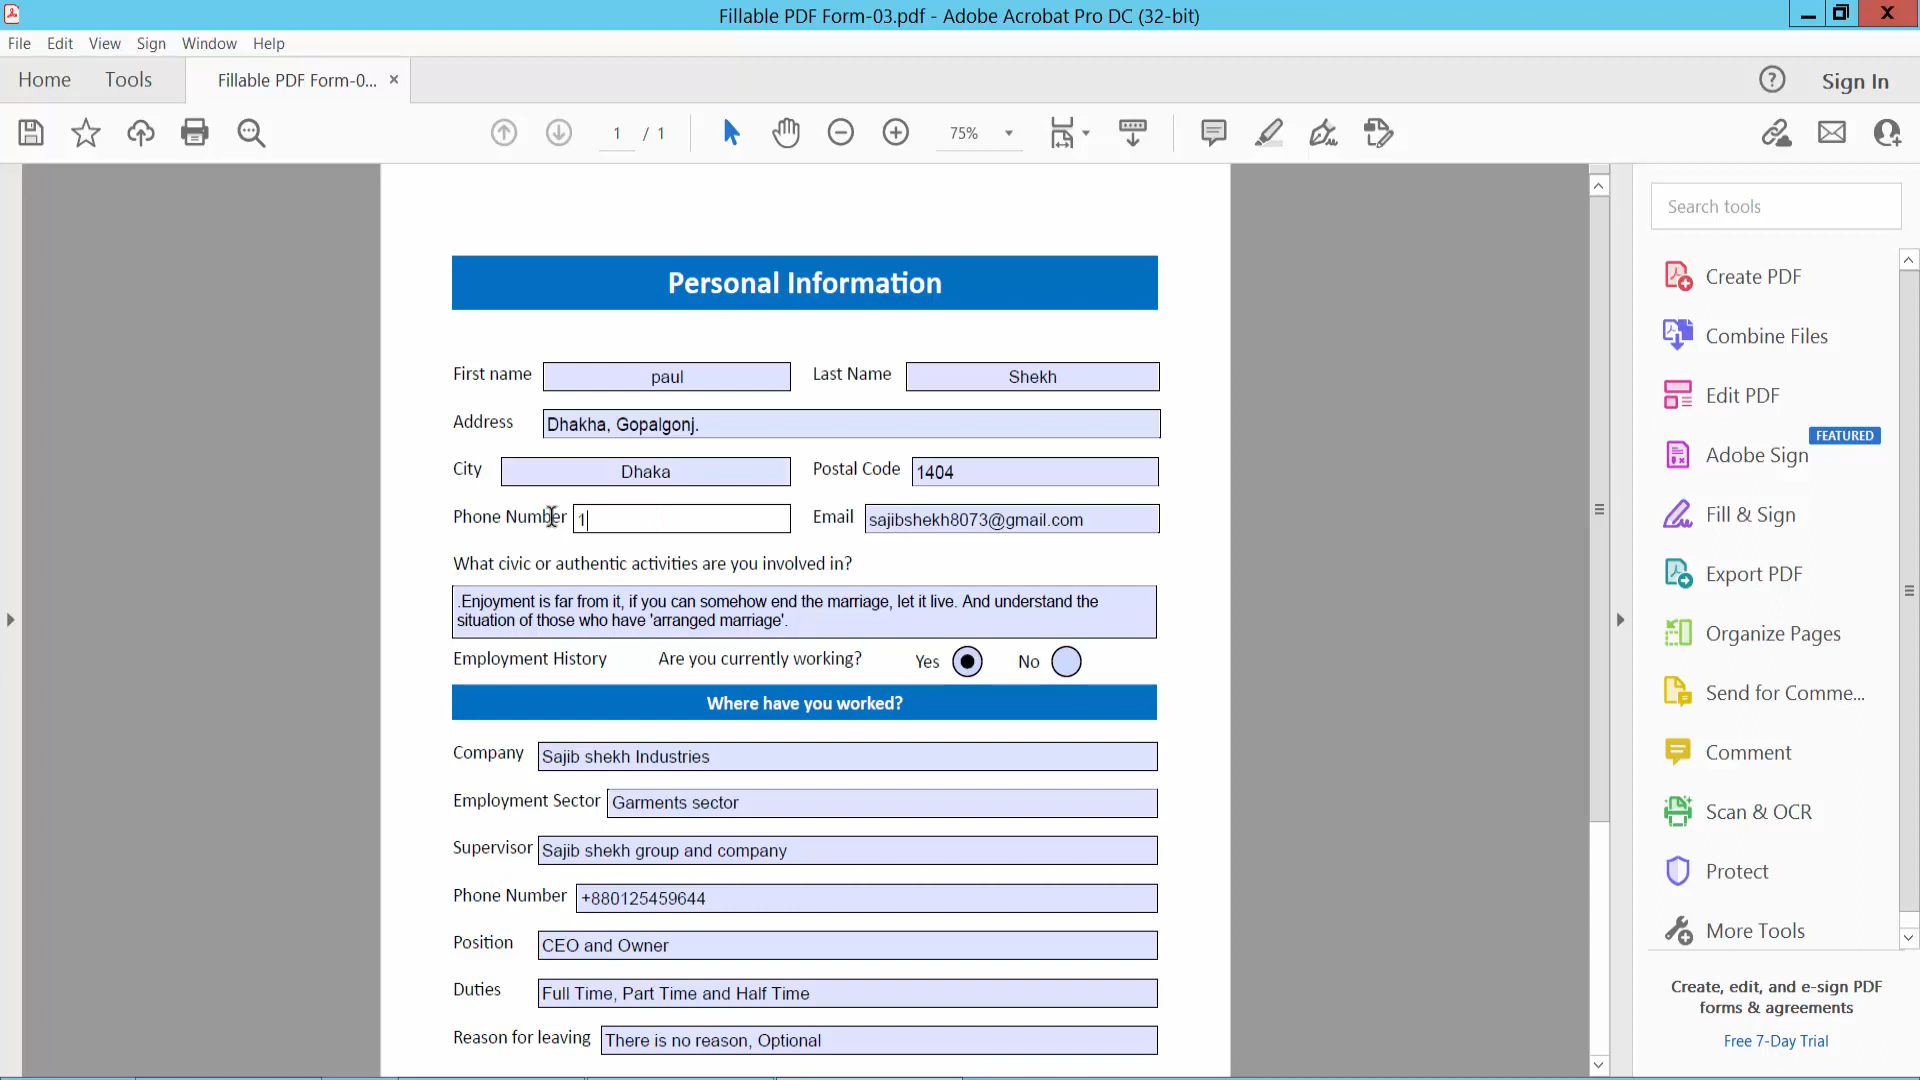 Fillable PDF Form-03.pdf - Adobe Acrobat Pro DC (32-bit)
File Edit View Sign Window Help
Home Tools Fillable PDF Form-0... × Sign In
1 / 1 75%
Search tools
Personal Information
First name paul Last Name Shekh
Address Dhakha, Gopalgonj.
City Dhaka Postal Code 1404
Phone Number 1 Email sajibshekh8073@gmail.com
What civic or authentic activities are you involved in?
.Enjoyment is far from it, if you can somehow end the marriage, let it live. And understand the
situation of those who have 'arranged marriage'.
Employment History Are you currently working? Yes No
Where have you worked?
Company Sajib shekh Industries
Employment Sector Garments sector
Supervisor Sajib shekh group and company
Phone Number +880125459644
Position CEO and Owner
Duties Full Time, Part Time and Half Time
Reason for leaving There is no reason, Optional
Create PDF
Combine Files
Edit PDF
FEATURED
Adobe Sign
Fill & Sign
Export PDF
Organize Pages
Send for Comme...
Comment
Scan & OCR
Protect
More Tools
Create, edit, and e-sign PDF
forms & agreements
Free 7-Day Trial